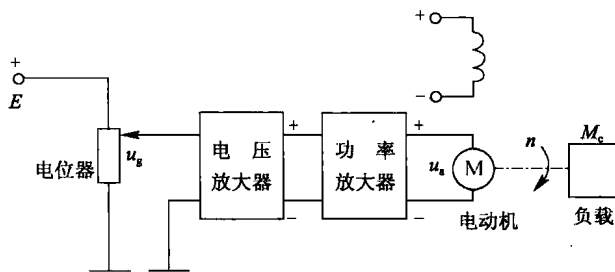 +
−
+
E
电位器
u_g
电 压
放大器
+
−
功 率
放大器
+
−
u_a
M
电动机
n
M_c
负载